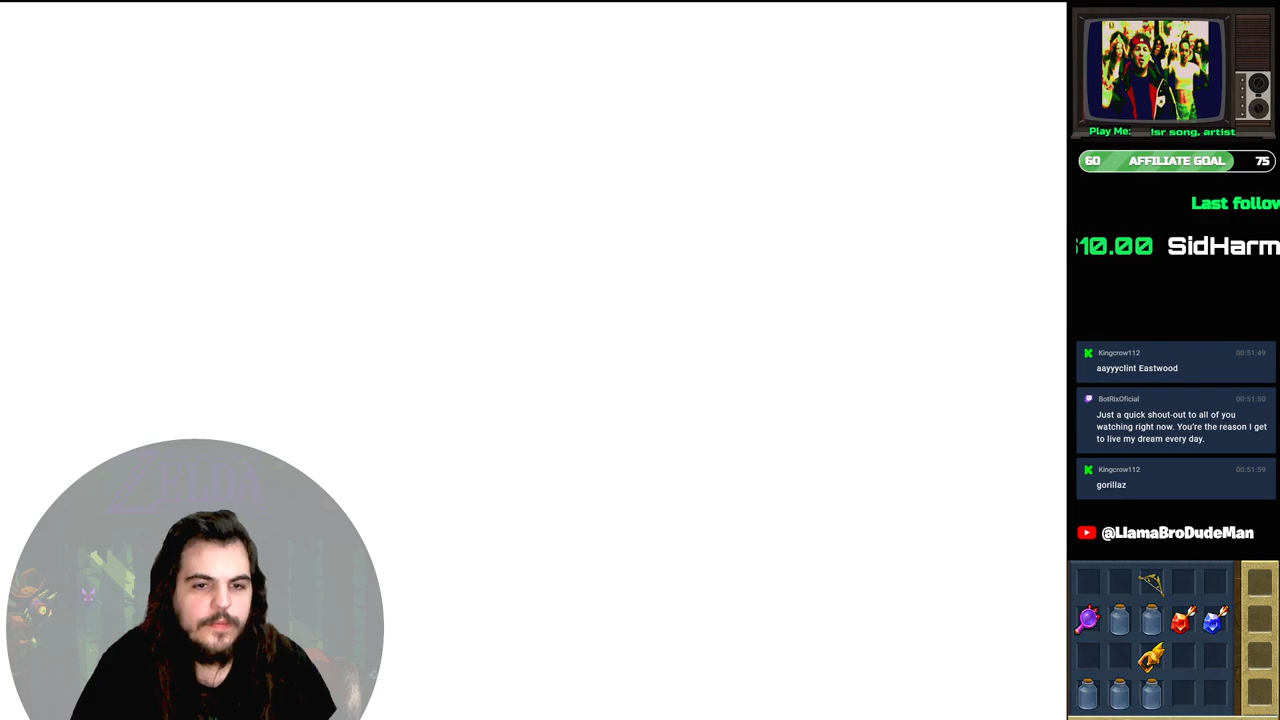 Play Me: !sr song, artist
60 AFFILIATE GOAL 75
Last follow
$10.00 SidHarm
Kingcrow112 00:51:49
aayyyclint Eastwood
BotRixOficial 00:51:50
Just a quick shout-out to all of you
watching right now. You're the reason I get
to live my dream every day.
Kingcrow112 00:51:59
gorillaz
@LlamaBroDudeMan
ZELDA